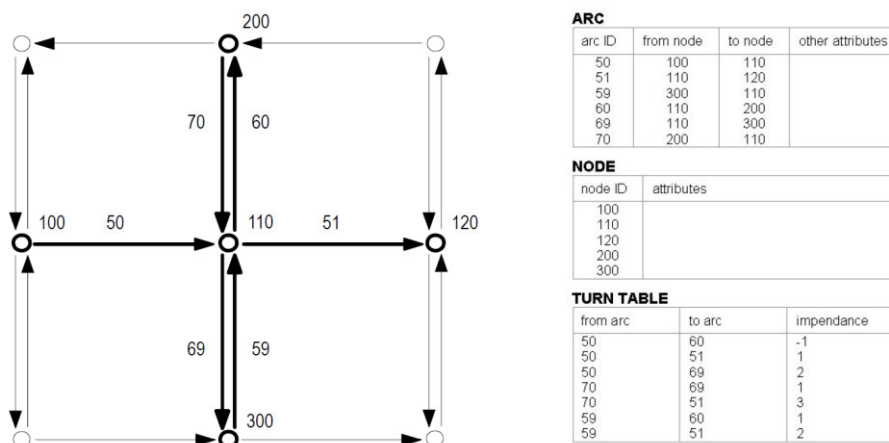 200
70 60
100 50 110 51 120
69 59
300
ARC
arc ID from node to node other attributes
50 100 110
51 110 120
59 300 110
60 110 200
69 110 300
70 200 110
NODE
node ID attributes
100
110
120
200
300
TURN TABLE
from arc to arc impendance
50 60 -1
50 51 1
50 69 2
70 69 1
70 51 3
59 60 1
59 51 2